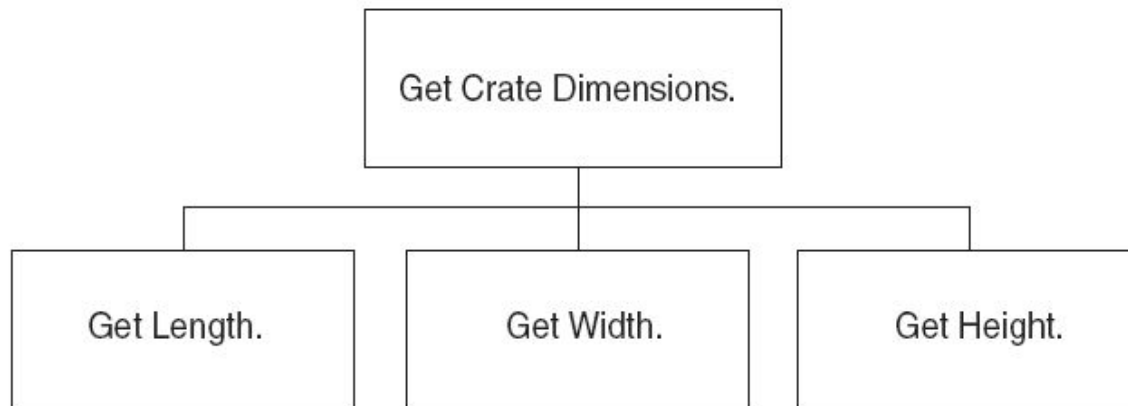 Get Crate Dimensions.
Get Length.
Get Width.
Get Height.